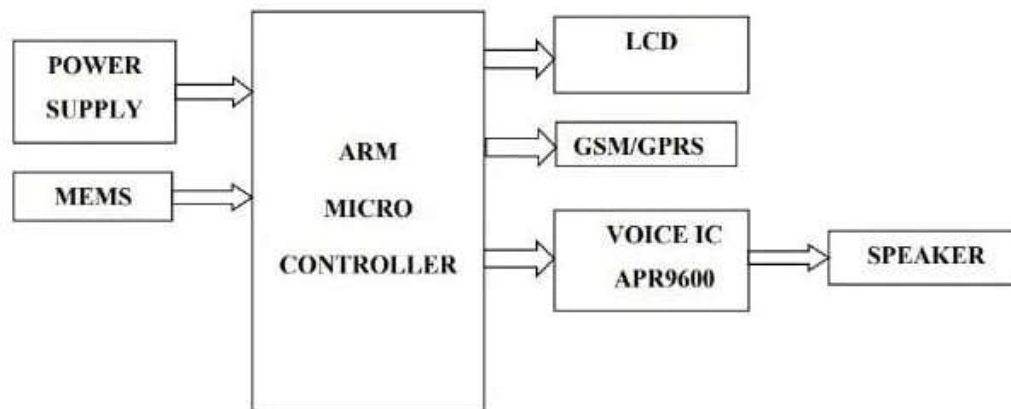 POWER
SUPPLY
MEMS
ARM
MICRO
CONTROLLER
LCD
GSM/GPRS
VOICE IC
APR9600
SPEAKER